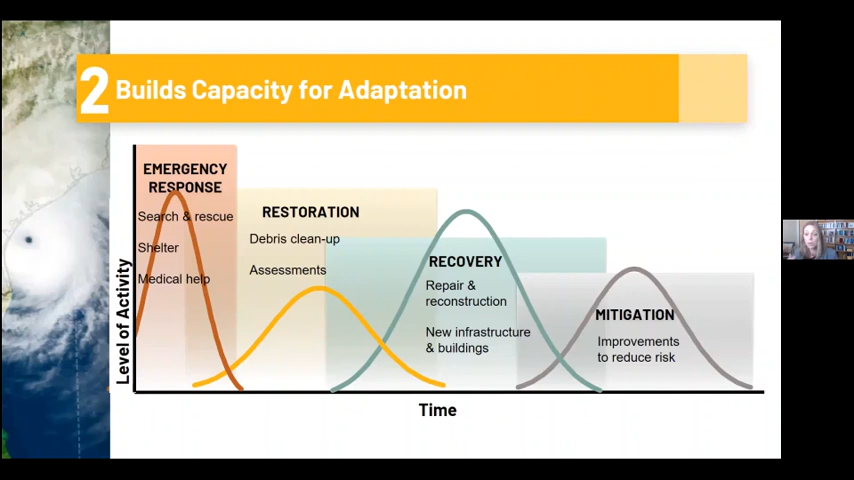 2 Builds Capacity for Adaptation
EMERGENCY
RESPONSE
Search & rescue
Shelter
Medical help
RESTORATION
Debris clean-up
Assessments
RECOVERY
Repair &
reconstruction
New infrastructure
& buildings
MITIGATION
Improvements
to reduce risk
Level of Activity
Time